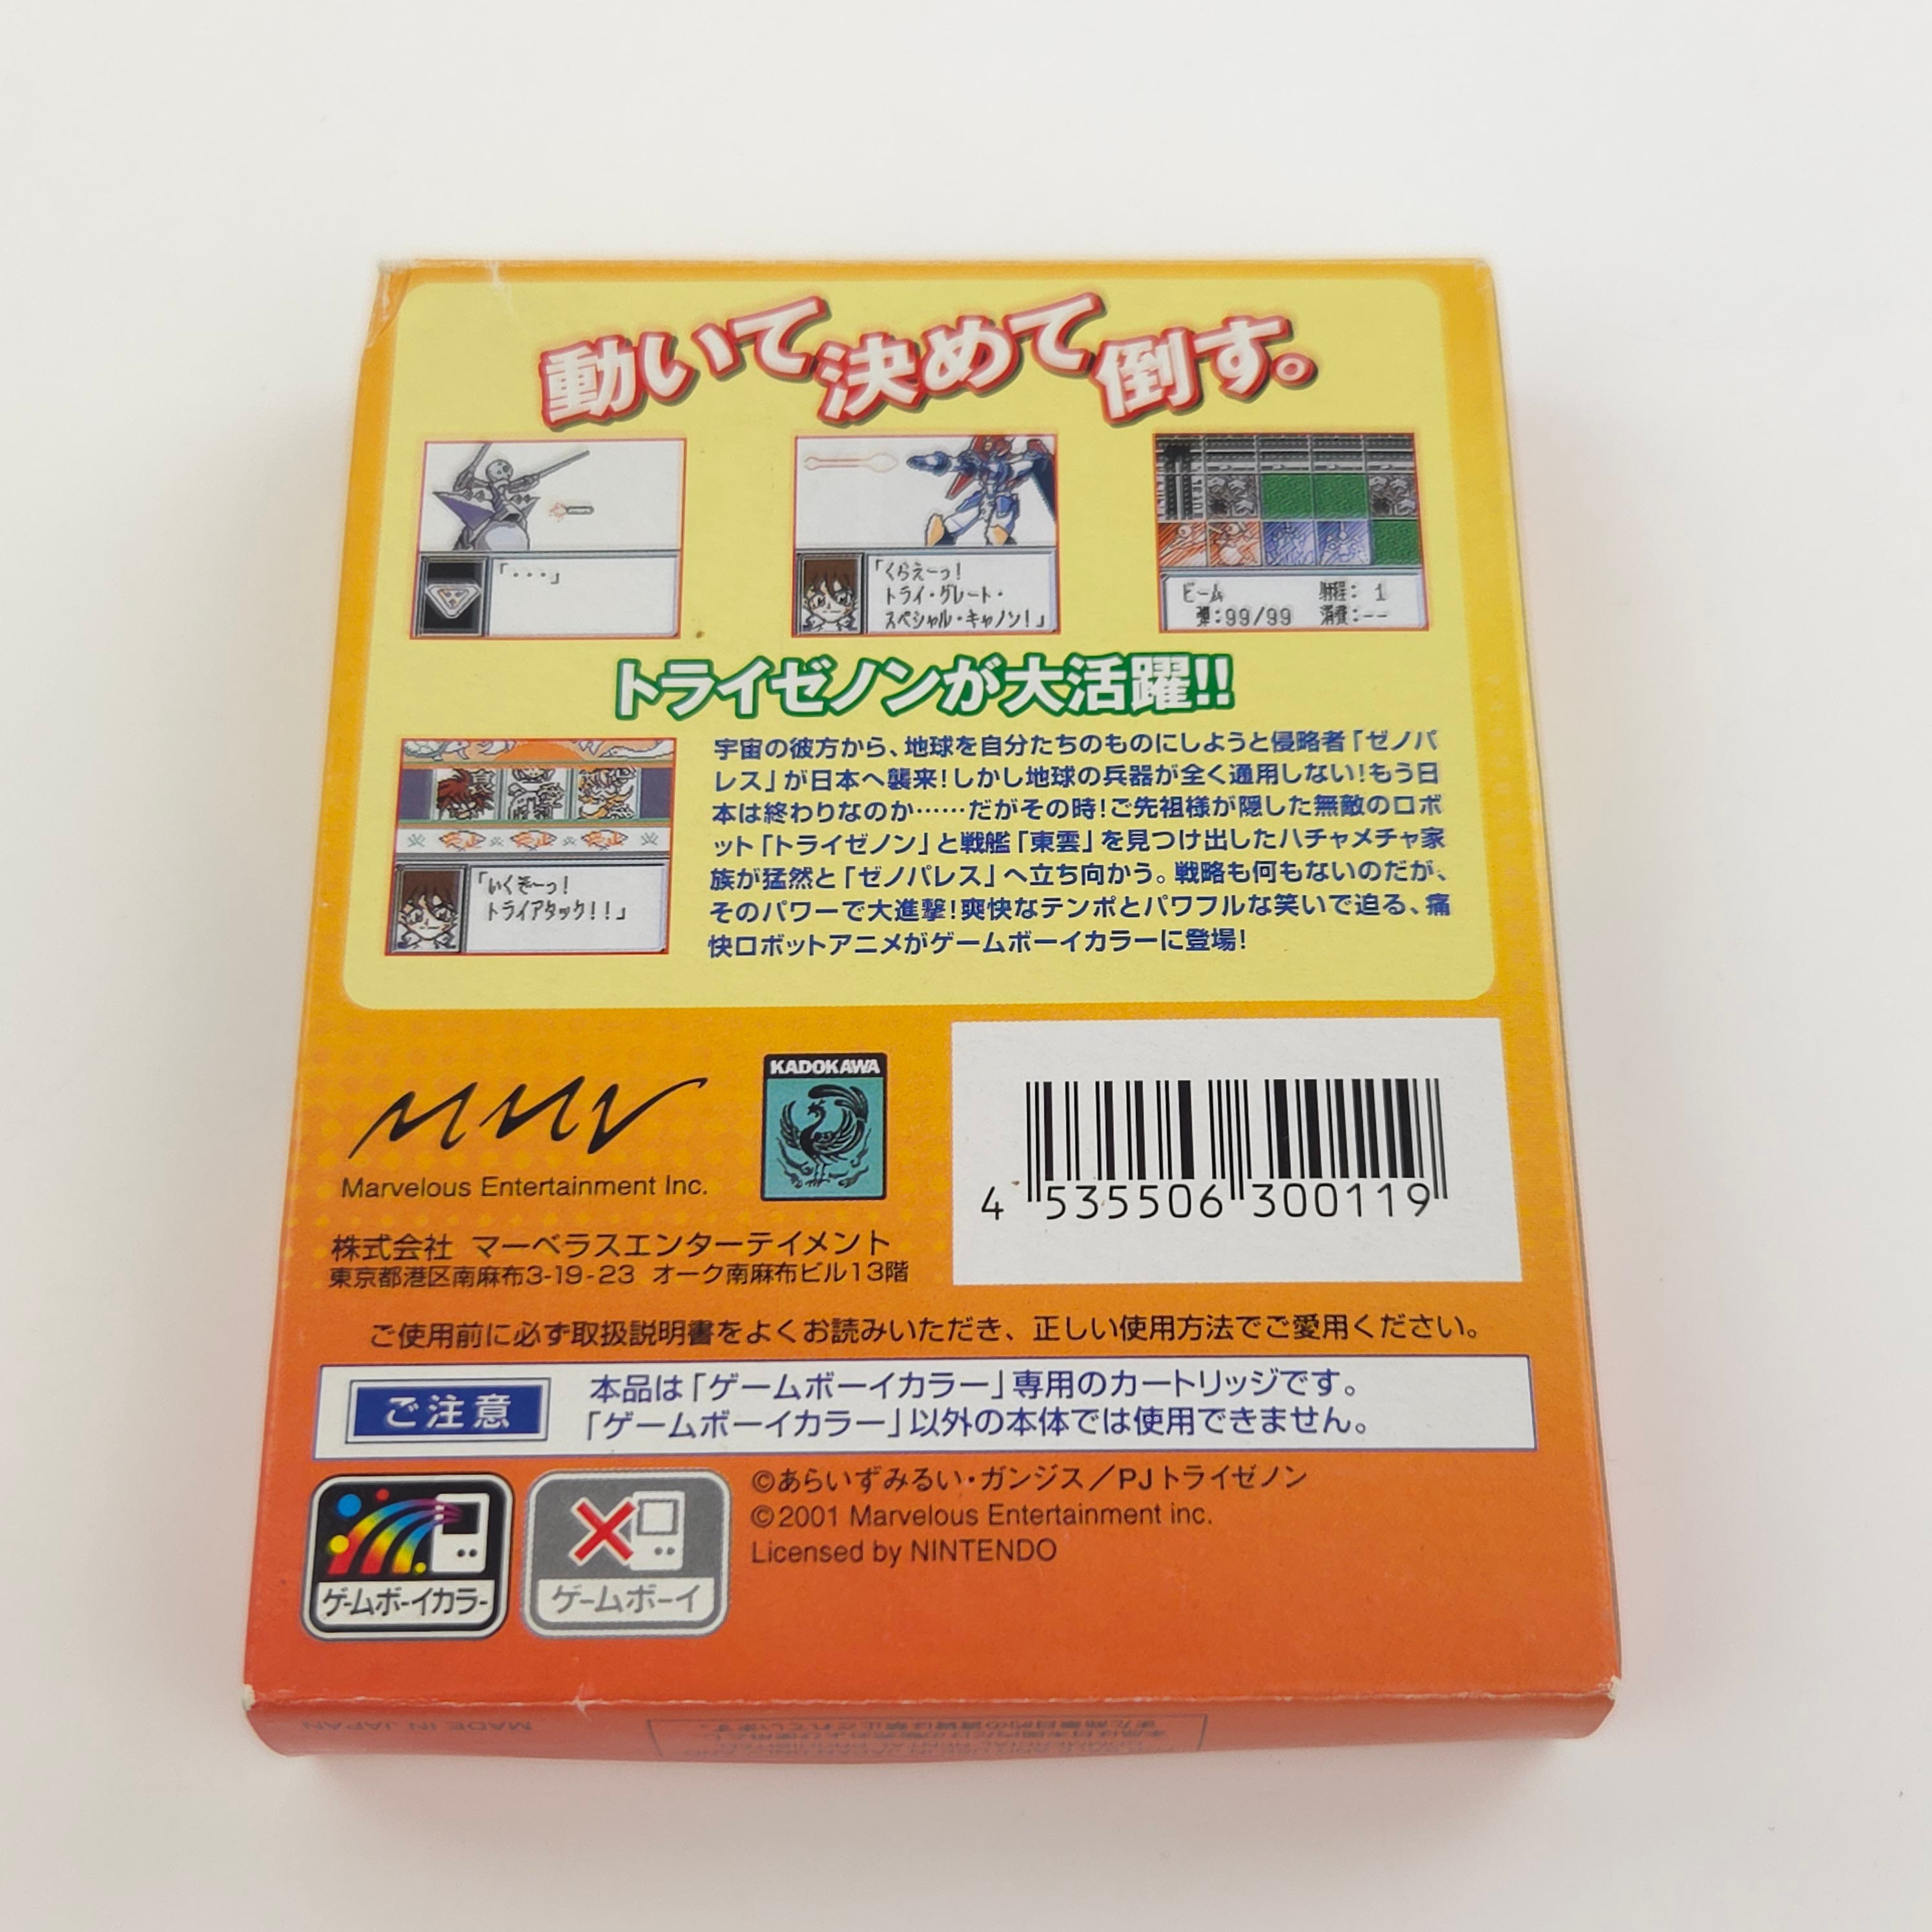 動いて決めて倒す。
「・・・」
「くらえーっ!
トライ・グレート・
スペシャル・キャノン!」
ビーム 射程: 1
弾:99/99 消費:--
トライゼノンが大活躍!!
「いくぞーっ!
トライアタック!!」
宇宙の彼方から、地球を自分たちのものにしようと侵略者「ゼノパ
レス」が日本へ襲来!しかし地球の兵器が全く通用しない!もう日
本は終わりなのか……だがその時!ご先祖様が隠した無敵のロボ
ット「トライゼノン」と戦艦「東雲」を見つけ出したハチャメチャ家
族が猛然と「ゼノパレス」へ立ち向かう。戦略も何もないのだが、
そのパワーで大進撃!爽快なテンポとパワフルな笑いで迫る、痛
快ロボットアニメがゲームボーイカラーに登場!
MMV
Marvelous Entertainment Inc.
KADOKAWA
4 535506 300119
株式会社 マーベラスエンターテイメント
東京都港区南麻布3-19-23 オーク南麻布ビル13階
ご使用前に必ず取扱説明書をよくお読みいただき、正しい使用方法でご愛用ください。
ご注意
本品は「ゲームボーイカラー」専用のカートリッジです。
「ゲームボーイカラー」以外の本体では使用できません。
ゲームボーイカラー
ゲームボーイ
©あらいずみるい・ガンジス/PJトライゼノン
©2001 Marvelous Entertainment inc.
Licensed by NINTENDO
MADE IN JAPAN